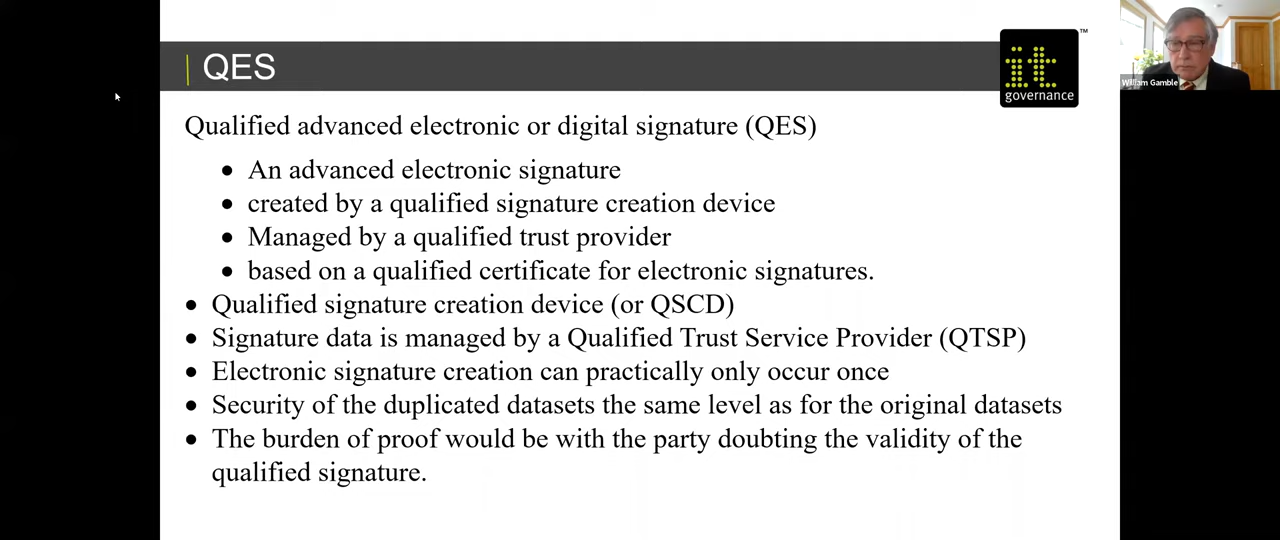 QES
it
governance
™
William Gamble
Qualified advanced electronic or digital signature (QES)
• An advanced electronic signature
• created by a qualified signature creation device
• Managed by a qualified trust provider
• based on a qualified certificate for electronic signatures.
• Qualified signature creation device (or QSCD)
• Signature data is managed by a Qualified Trust Service Provider (QTSP)
• Electronic signature creation can practically only occur once
• Security of the duplicated datasets the same level as for the original datasets
• The burden of proof would be with the party doubting the validity of the
qualified signature.